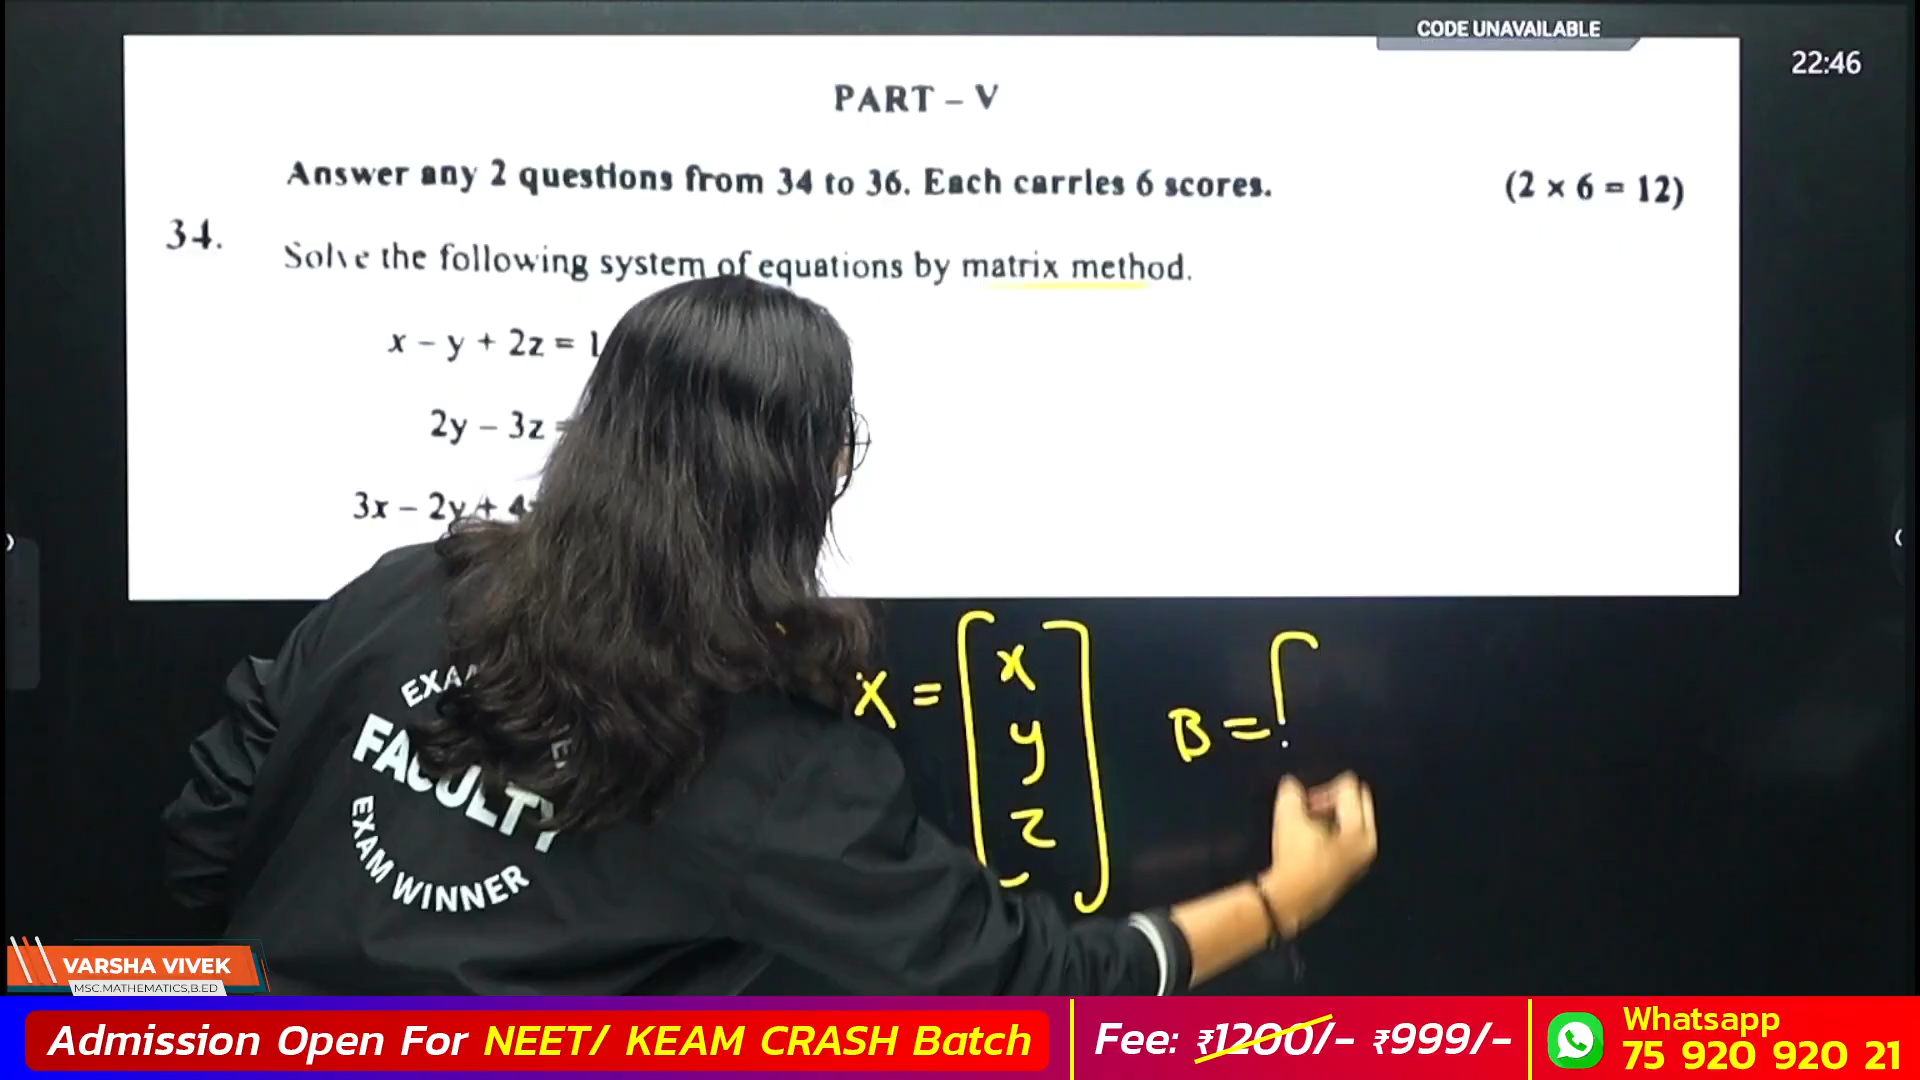 CODE UNAVAILABLE
22:46
PART – V
Answer any 2 questions from 34 to 36. Each carries 6 scores.
(2 × 6 = 12)
34.
Solve the following system of equations by matrix method.
x – y + 2z = 1
2y – 3z =
3x – 2y + 4
X = [x y z]
B = [
FACULTY
EXAM WINNER
VARSHA VIVEK
MSC.MATHEMATICS,B.ED
Admission Open For NEET/ KEAM CRASH Batch
Fee: ₹1200/- ₹999/-
Whatsapp
75 920 920 21